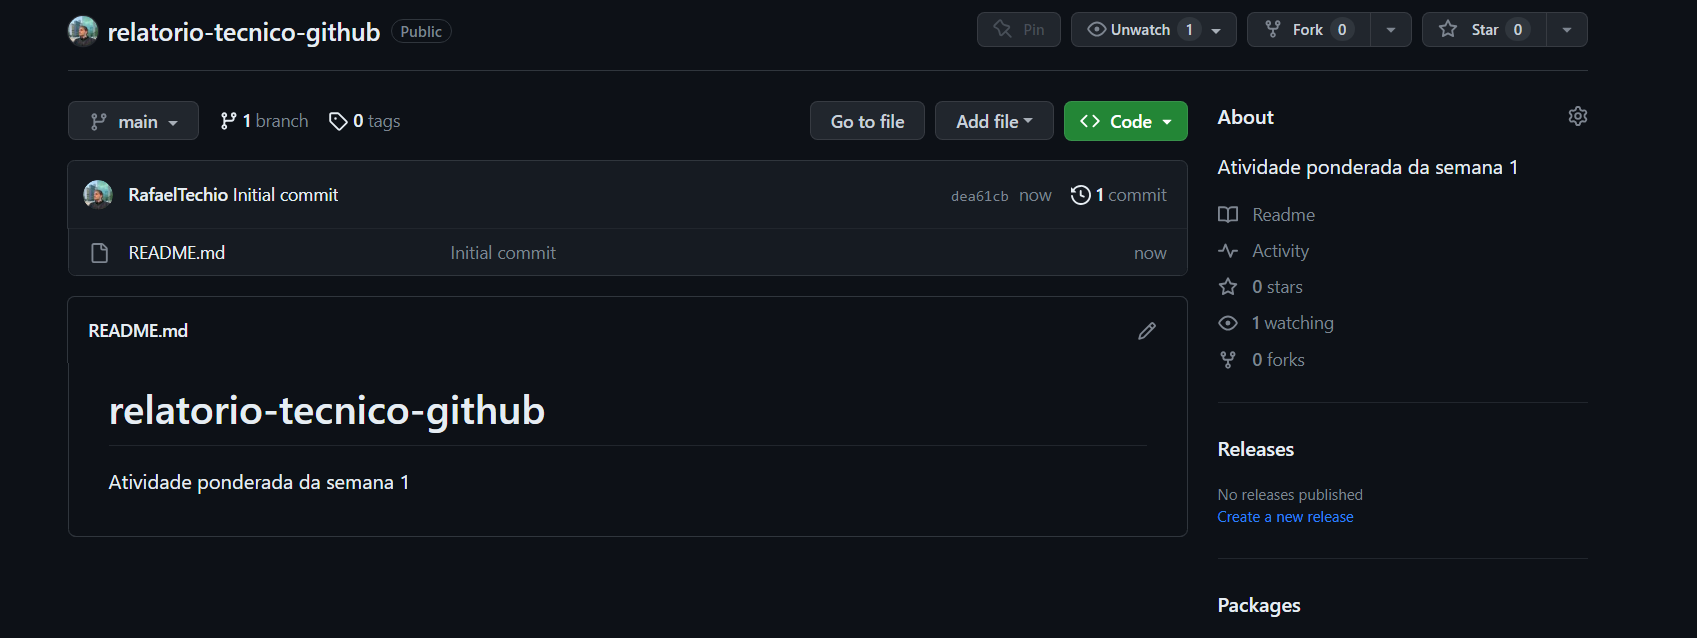 relatorio-tecnico-github Public Pin Unwatch 1 Fork 0 Star 0
main 1 branch 0 tags Go to file Add file Code
RafaelTechio Initial commit dea61cb now 1 commit
README.md Initial commit now
README.md
relatorio-tecnico-github
Atividade ponderada da semana 1
About
Atividade ponderada da semana 1
Readme
Activity
0 stars
1 watching
0 forks
Releases
No releases published
Create a new release
Packages